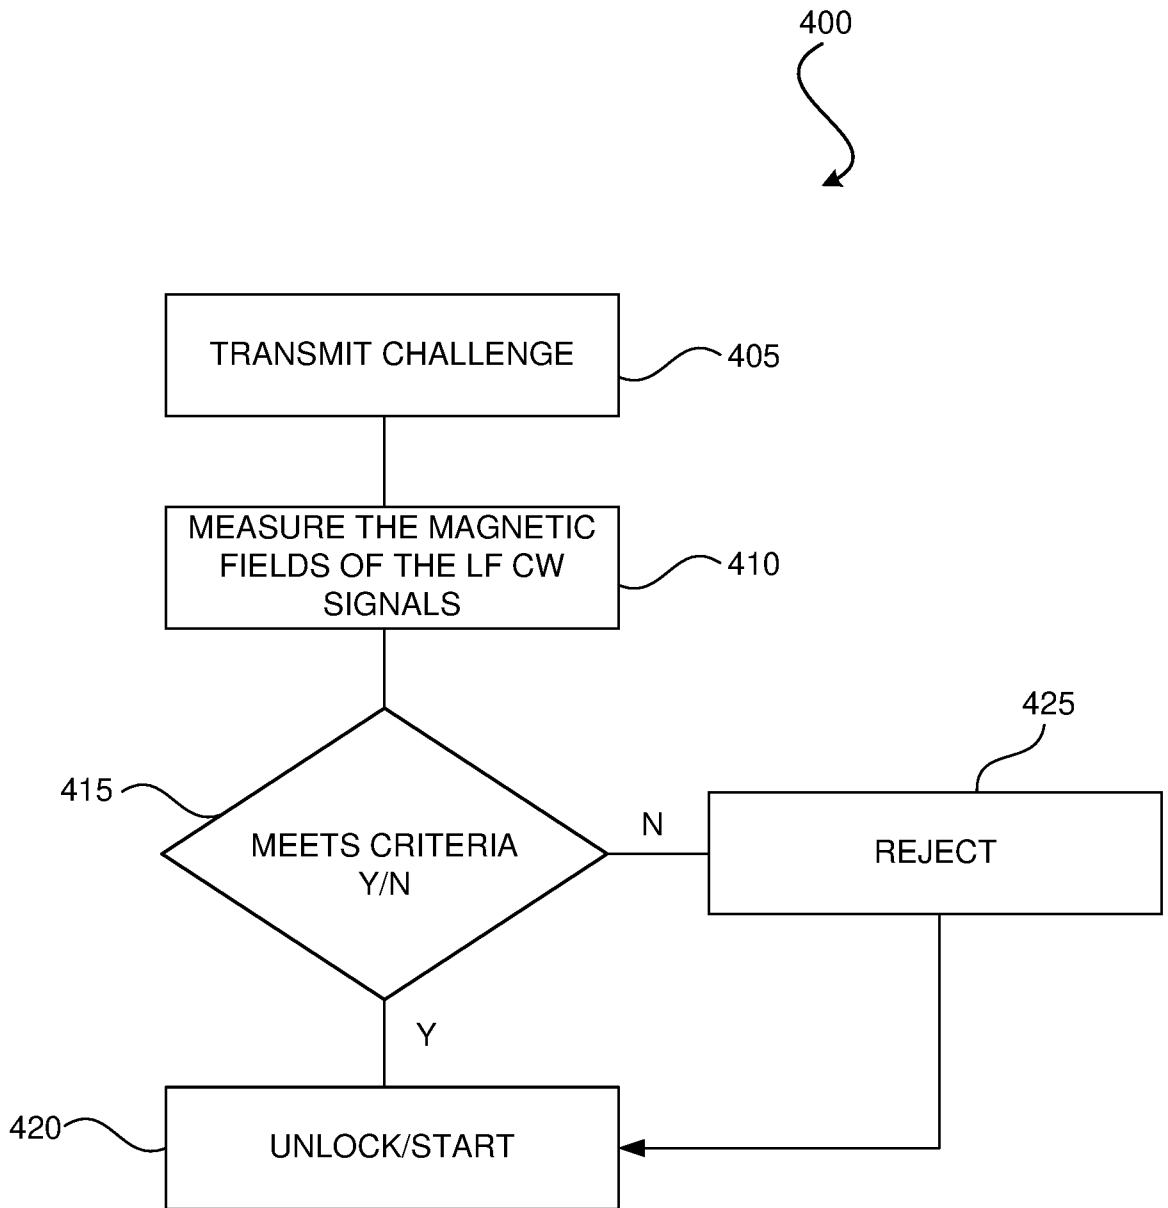 400
TRANSMIT CHALLENGE
405
MEASURE THE MAGNETIC
FIELDS OF THE LF CW
SIGNALS
410
425
415
MEETS CRITERIA
Y/N
N
REJECT
Y
420
UNLOCK/START